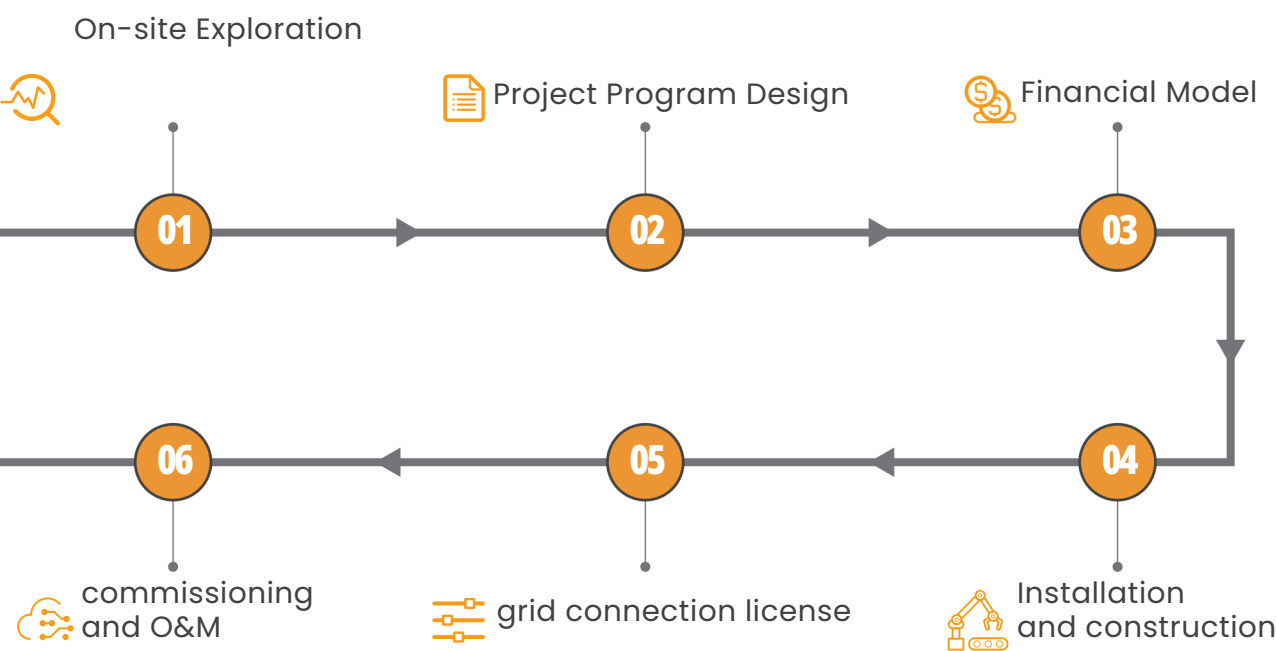 On-site Exploration
Project Program Design
$
$
Financial Model
01
02
03
06
05
04
commissioning
and O&M
grid connection license
Installation
and construction